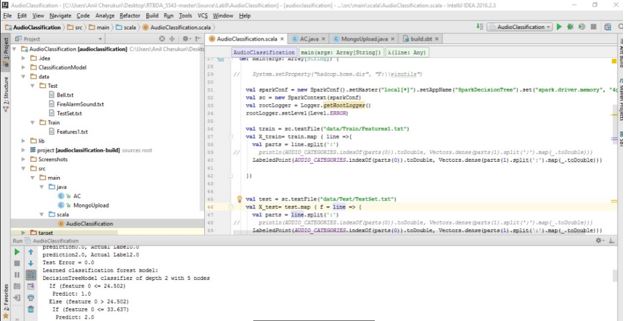 AudioClassification - [C:\Users\Anil Cherukuri\Desktop\RTBDA_5543-master\Source\Lab8\AudioClassification] - [...\src\main\scala\AudioClassification.scala - IntelliJ IDEA 2016.2.5
File Edit View Navigate Code Analyze Refactor Build Run Tools VCS Window Help
AudioClassification src main scala AudioClassification.scala
AudioClassification
Project
AudioClassification.scala AC.java MongoUpload.java build.sbt
AudioClassification [audioclassification] C:\Users\Anil Cherukuri\Deskto
AudioClassification main(args: Array[String]) λ(line: Any)
.idea
ClassificationModel
data
Test
Bell.txt
FireAlarmSound.txt
TestSet.txt
Train
Features1.txt
lib
project [audioclassification-build] sources root
Screenshots
src
main
java
AC
MongoUpload
scala
AudioClassification
target
def main(args: Array[String]) {
// System.setProperty("hadoop.home.dir", "F:\\winutils")
val sparkConf = new SparkConf().setMaster("local[*]").setAppName("SparkDecisionTree").set("spark.driver.memory",
val sc = new SparkContext(sparkConf)
val rootLogger = Logger.getRootLogger()
rootLogger.setLevel(Level.ERROR)
val train = sc.textFile("data/Train/Features1.txt")
val X_train= train.map ( line =>{
val parts = line.split(':')
// println(AUDIO_CATEGORIES.indexOf(parts(0)).toDouble, Vectors.dense(parts(1).split(';').map(_.toDouble)))
LabeledPoint(AUDIO_CATEGORIES.indexOf(parts(0)).toDouble, Vectors.dense(parts(1).split(';').map(_.toDouble)))
})
val test = sc.textFile("data/Test/TestSet.txt")
val X_test= test.map { f = line => {
val parts = line.split(':')
// println(AUDIO_CATEGORIES.indexOf(parts(0)).toDouble, Vectors.dense(parts(1).split(';').map(_.toDouble)))
LabeledPoint(AUDIO_CATEGORIES.indexOf(parts(0)).toDouble, Vectors.dense(parts(1).split(';').map(_.toDouble)))
Run AudioClassification
prediction0.0, Actual Label0.0
prediction2.0, Actual Label2.0
Test Error = 0.0
Learned classification forest model:
DecisionTreeModel classifier of depth 2 with 5 nodes
If (feature 0 <= 24.502)
Predict: 1.0
Else (feature 0 > 24.502)
If (feature 0 <= 33.637)
Predict: 2.0
1: Project
7: Structure
2: Favorites